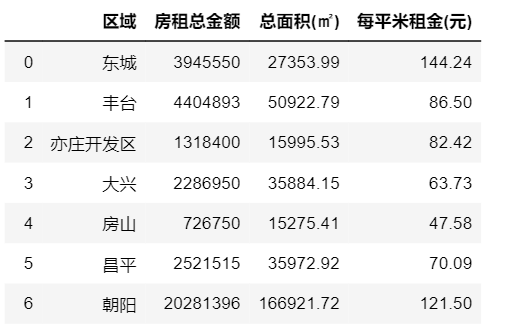 区域 房租总金额 总面积(㎡) 每平米租金(元)
0 东城 3945550 27353.99 144.24
1 丰台 4404893 50922.79 86.50
2 亦庄开发区 1318400 15995.53 82.42
3 大兴 2286950 35884.15 63.73
4 房山 726750 15275.41 47.58
5 昌平 2521515 35972.92 70.09
6 朝阳 20281396 166921.72 121.50